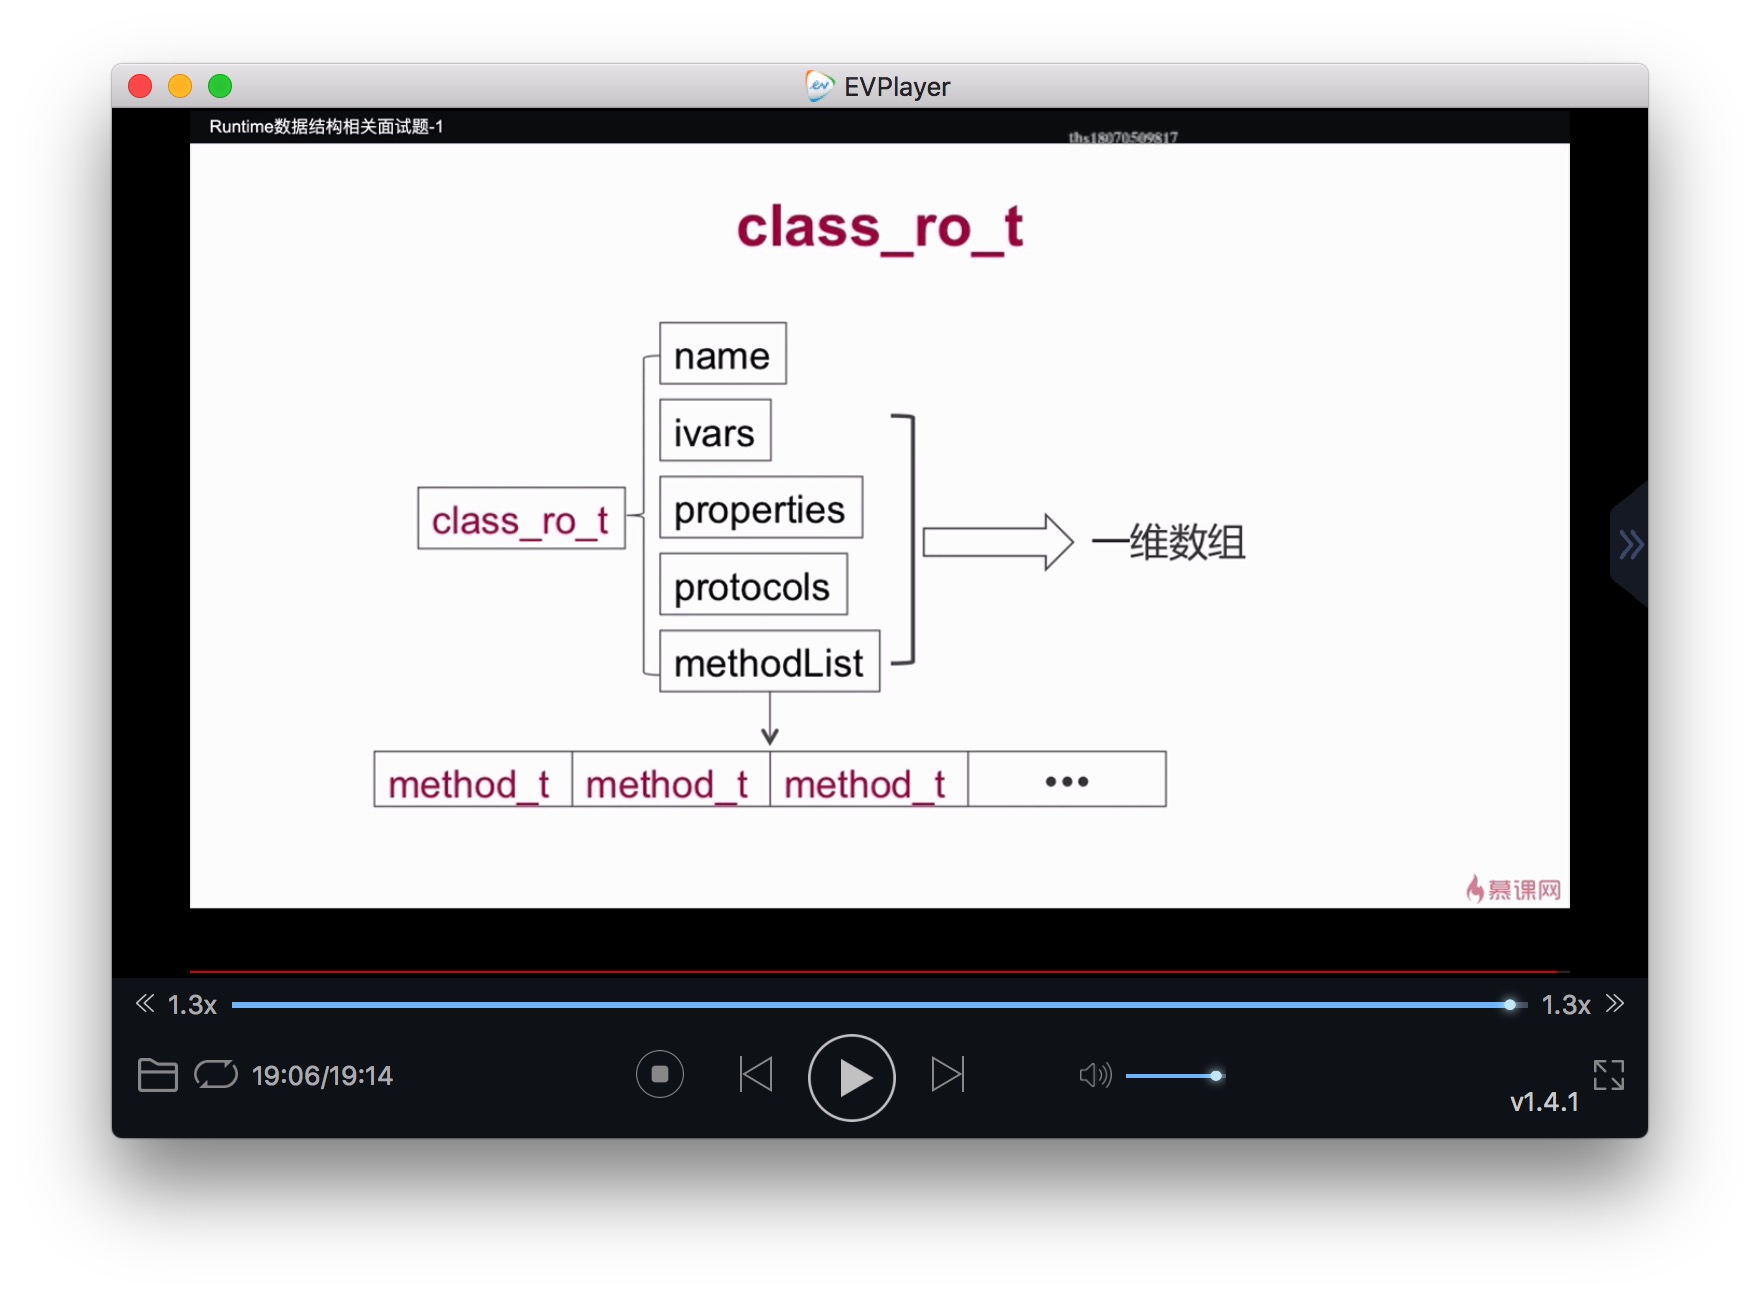 EVPlayer
Runtime数据结构相关面试题-1
ths18070509817
class_ro_t
name
ivars
properties
protocols
methodList
class_ro_t
一维数组
method_t method_t method_t •••
慕课网
1.3x 1.3x
19:06/19:14
v1.4.1